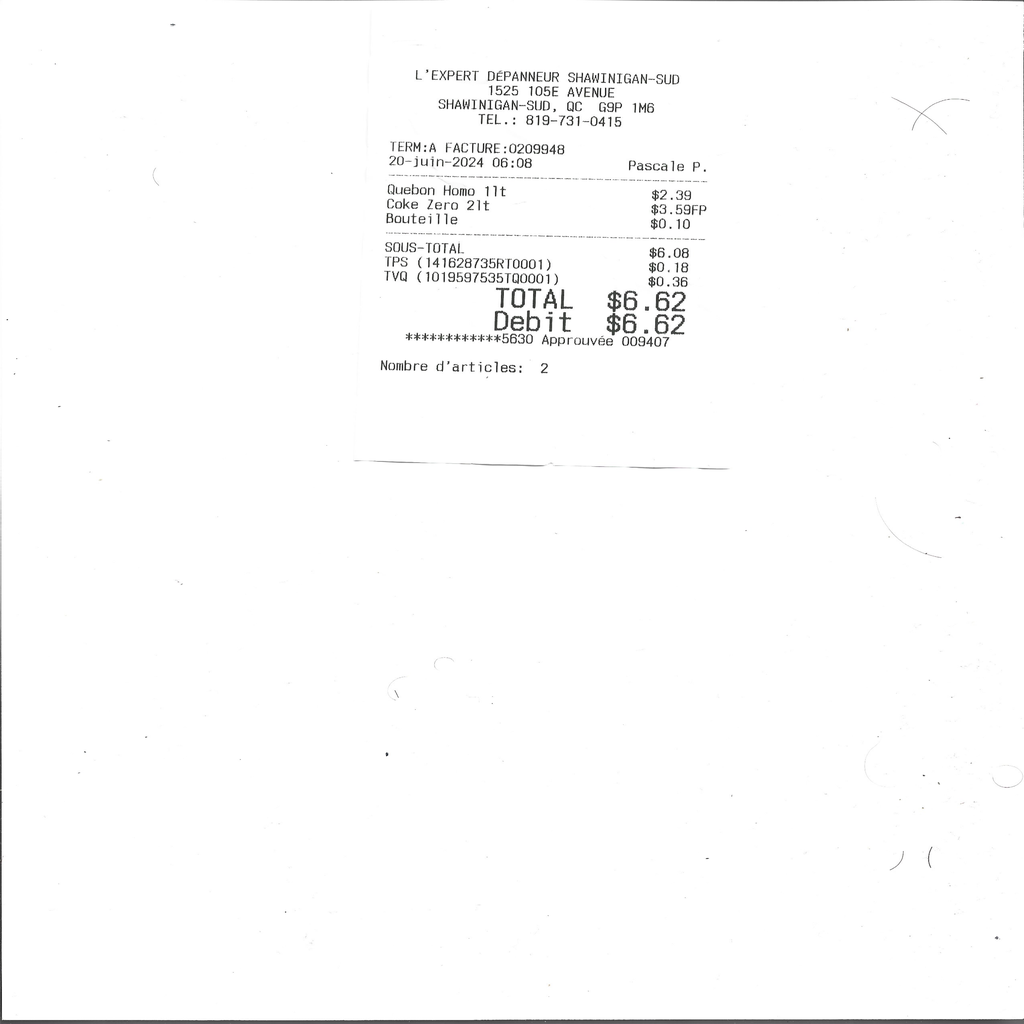 L'EXPERT DÉPANNEUR SHAWINIGAN-SUD
1525 105E AVENUE
SHAWINIGAN-SUD, QC G9P 1M6
TEL.: 819-731-0415
TERM:A FACTURE:0209948
20-juin-2024 06:08 Pascale P.
Quebon Homo 1lt $2.39
Coke Zero 2lt $3.59FP
Bouteille $0.10
SOUS-TOTAL $6.08
TPS (141628735RT0001) $0.18
TVQ (1019597535TQ0001) $0.36
TOTAL $6.62
Debit $6.62
************5630 Approuvée 009407
Nombre d'articles: 2